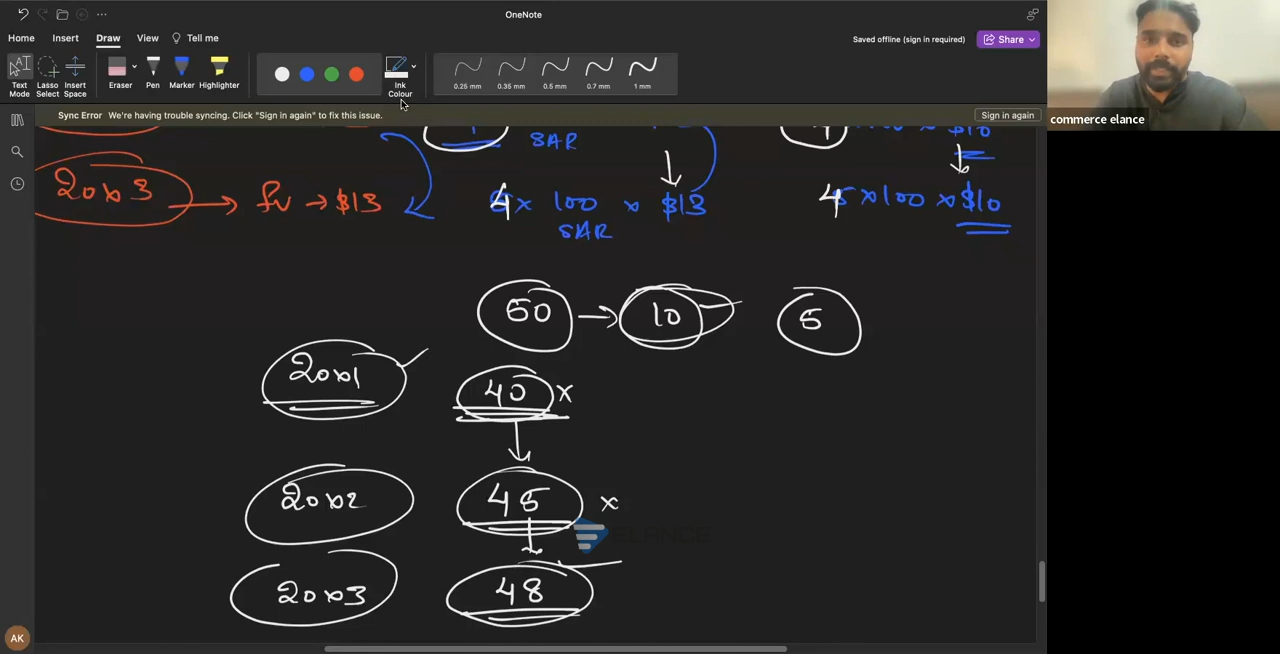 OneNote
Home Insert Draw View Tell me
Saved offline (sign in required) Share
Text Mode
Lasso Select
Insert Space
Eraser
Pen
Marker
Highlighter
Ink Colour
0.25 mm 0.35 mm 0.5 mm 0.7 mm 1 mm
commerce elance
Sync Error We're having trouble syncing. Click "Sign in again" to fix this issue. Sign in again
SAR
$10
20x3 → fv → $13
4 x 100 x $13
4 x 100 x $10
SAR
50 → 10 5
20x1 40 x
20x2 45 x
ELANCE
20x3 48
AK